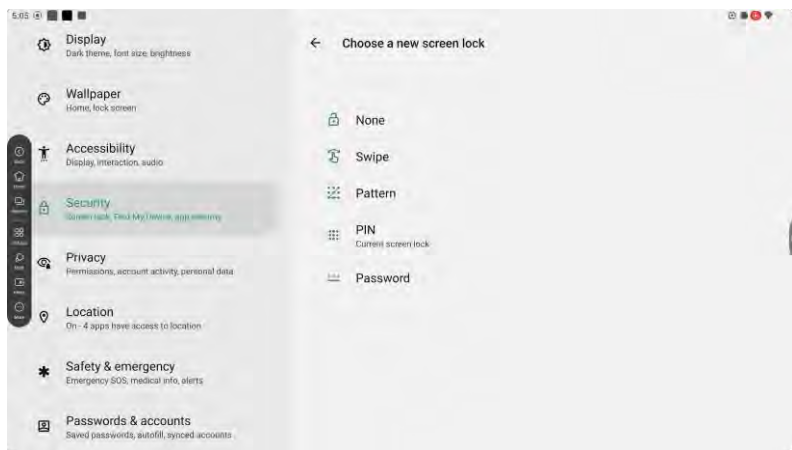 5:05
Display
Dark theme, font size, brightness
Wallpaper
Home, lock screen
Accessibility
Display, interaction, audio
Security
Screen lock, Find My Device, app security
Privacy
Permissions, account activity, personal data
Location
On - 4 apps have access to location
Safety & emergency
Emergency SOS, medical info, alerts
Passwords & accounts
Saved passwords, autofill, synced accounts
Choose a new screen lock
None
Swipe
Pattern
PIN
Current screen lock
Password